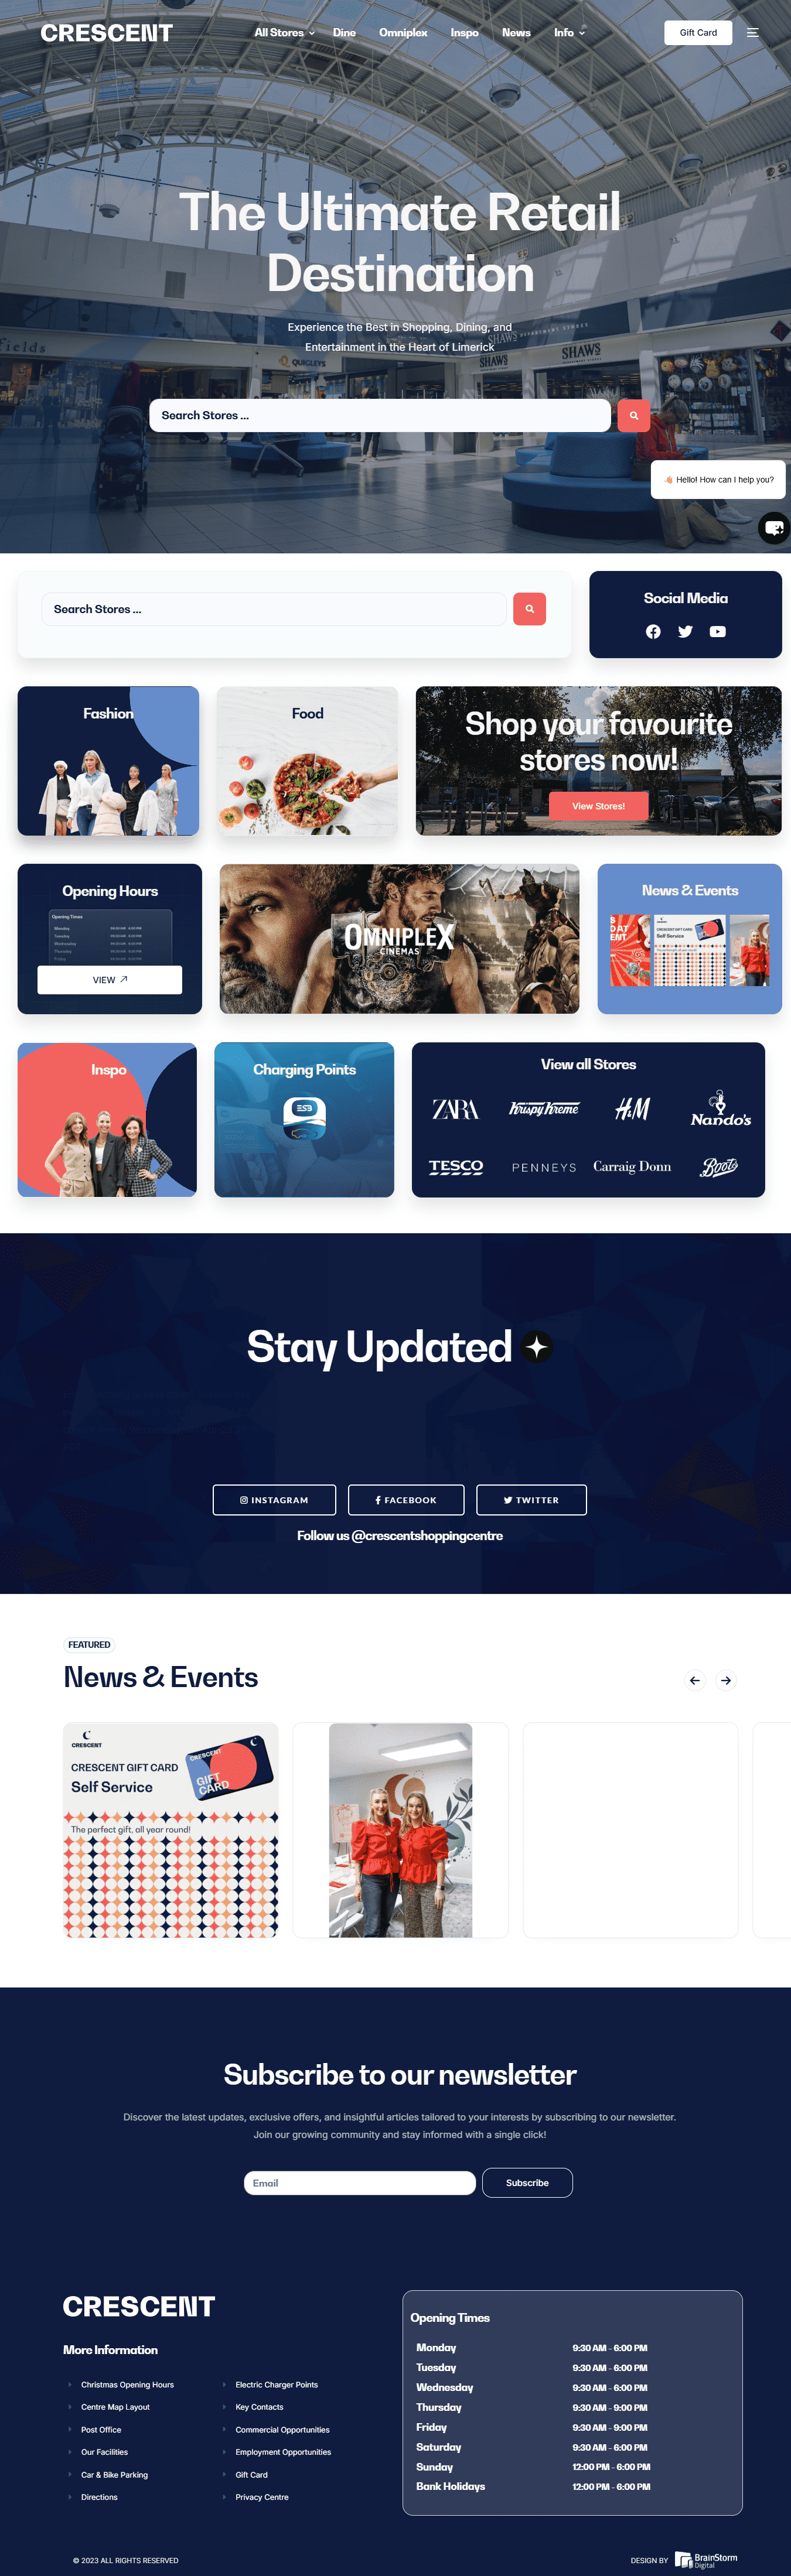 CRESCENT
All Stores
Dine
Omniplex
Inspo
News
Info
Gift Card
The Ultimate Retail
Destination
Experience the Best in Shopping, Dining, and
Entertainment in the Heart of Limerick
QUIGLEYS
SHAWS
SHAWS
Search Stores ...
👋 Hello! How can I help you?
Search Stores ...
Social Media
Fashion
Food
Shop your favourite
stores now!
View Stores!
Opening Hours
Opening Times
VIEW
OMNIPLEX
CINEMAS
News & Events
CRESCENT GIFT CARD
Self Service
Inspo
Charging Points
ESB
View all Stores
ZARA
Krispy Kreme
H&M
Nando's
TESCO
PENNEYS
Carraig Donn
Boots
Stay Updated
INSTAGRAM
FACEBOOK
TWITTER
Follow us @crescentshoppingcentre
FEATURED
News & Events
CRESCENT
CRESCENT GIFT CARD
Self Service
CRESCENT
GIFT
CARD
The perfect gift, all year round!
Subscribe to our newsletter
Discover the latest updates, exclusive offers, and insightful articles tailored to your interests by subscribing to our newsletter.
Join our growing community and stay informed with a single click!
Email
Subscribe
CRESCENT
More Information
Christmas Opening Hours
Centre Map Layout
Post Office
Our Facilities
Car & Bike Parking
Directions
Electric Charger Points
Key Contacts
Commercial Opportunities
Employment Opportunities
Gift Card
Privacy Centre
Opening Times
Monday 9:30 AM - 6:00 PM
Tuesday 9:30 AM - 6:00 PM
Wednesday 9:30 AM - 6:00 PM
Thursday 9:30 AM - 9:00 PM
Friday 9:30 AM - 9:00 PM
Saturday 9:30 AM - 6:00 PM
Sunday 12:00 PM - 6:00 PM
Bank Holidays 12:00 PM - 6:00 PM
© 2023 ALL RIGHTS RESERVED
DESIGN BY
BrainStorm
Digital